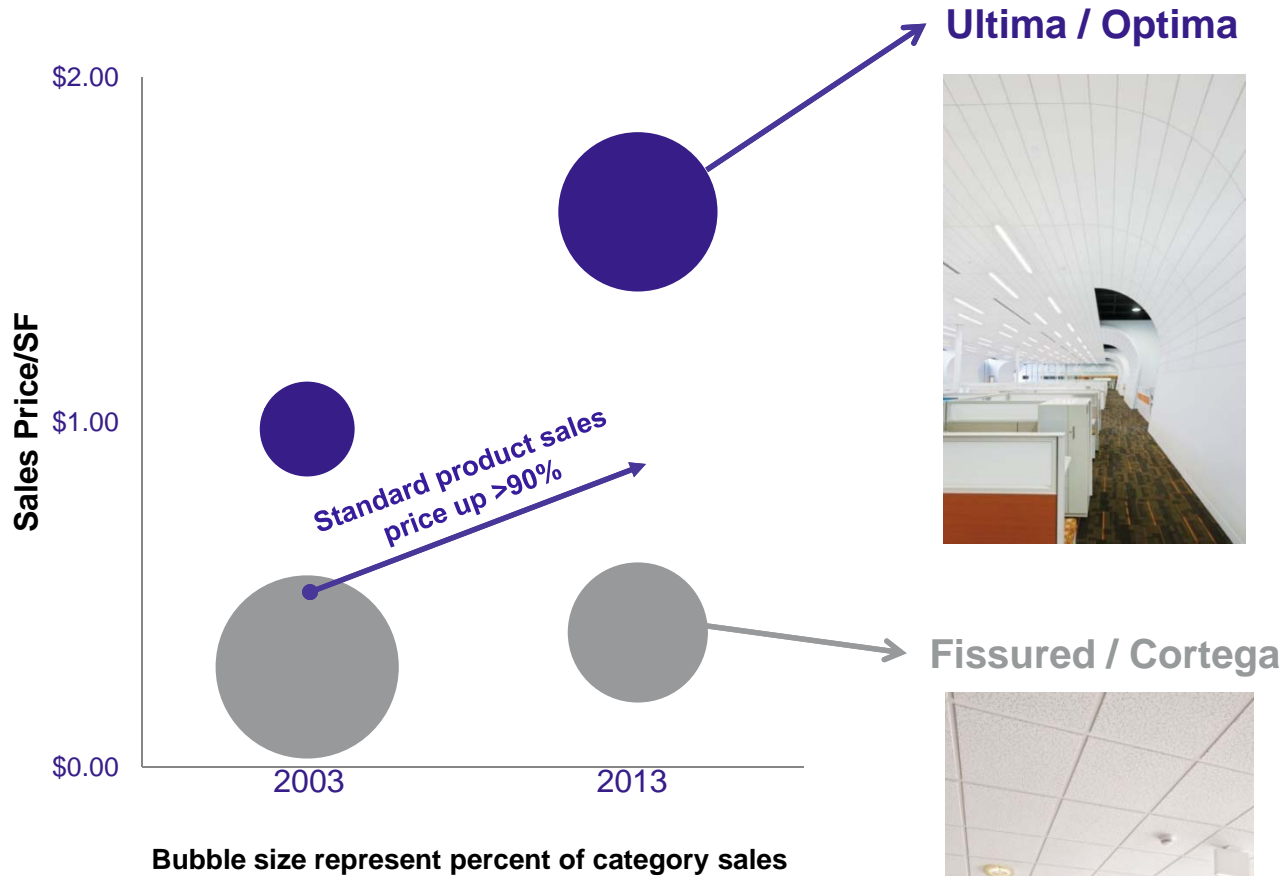 Ultima / Optima
$2.00
Sales Price/SF
$1.00
Standard product sales
price up >90%
Fissured / Cortega
$0.00
2003
2013
Bubble size represent percent of category sales